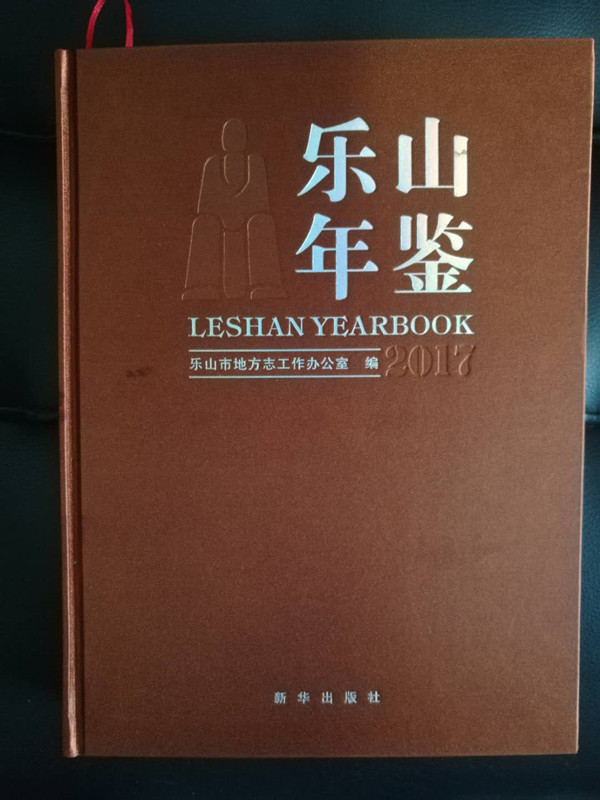 乐山
年鉴
LESHAN YEARBOOK
乐山市地方志工作办公室 编
2017
新华出版社